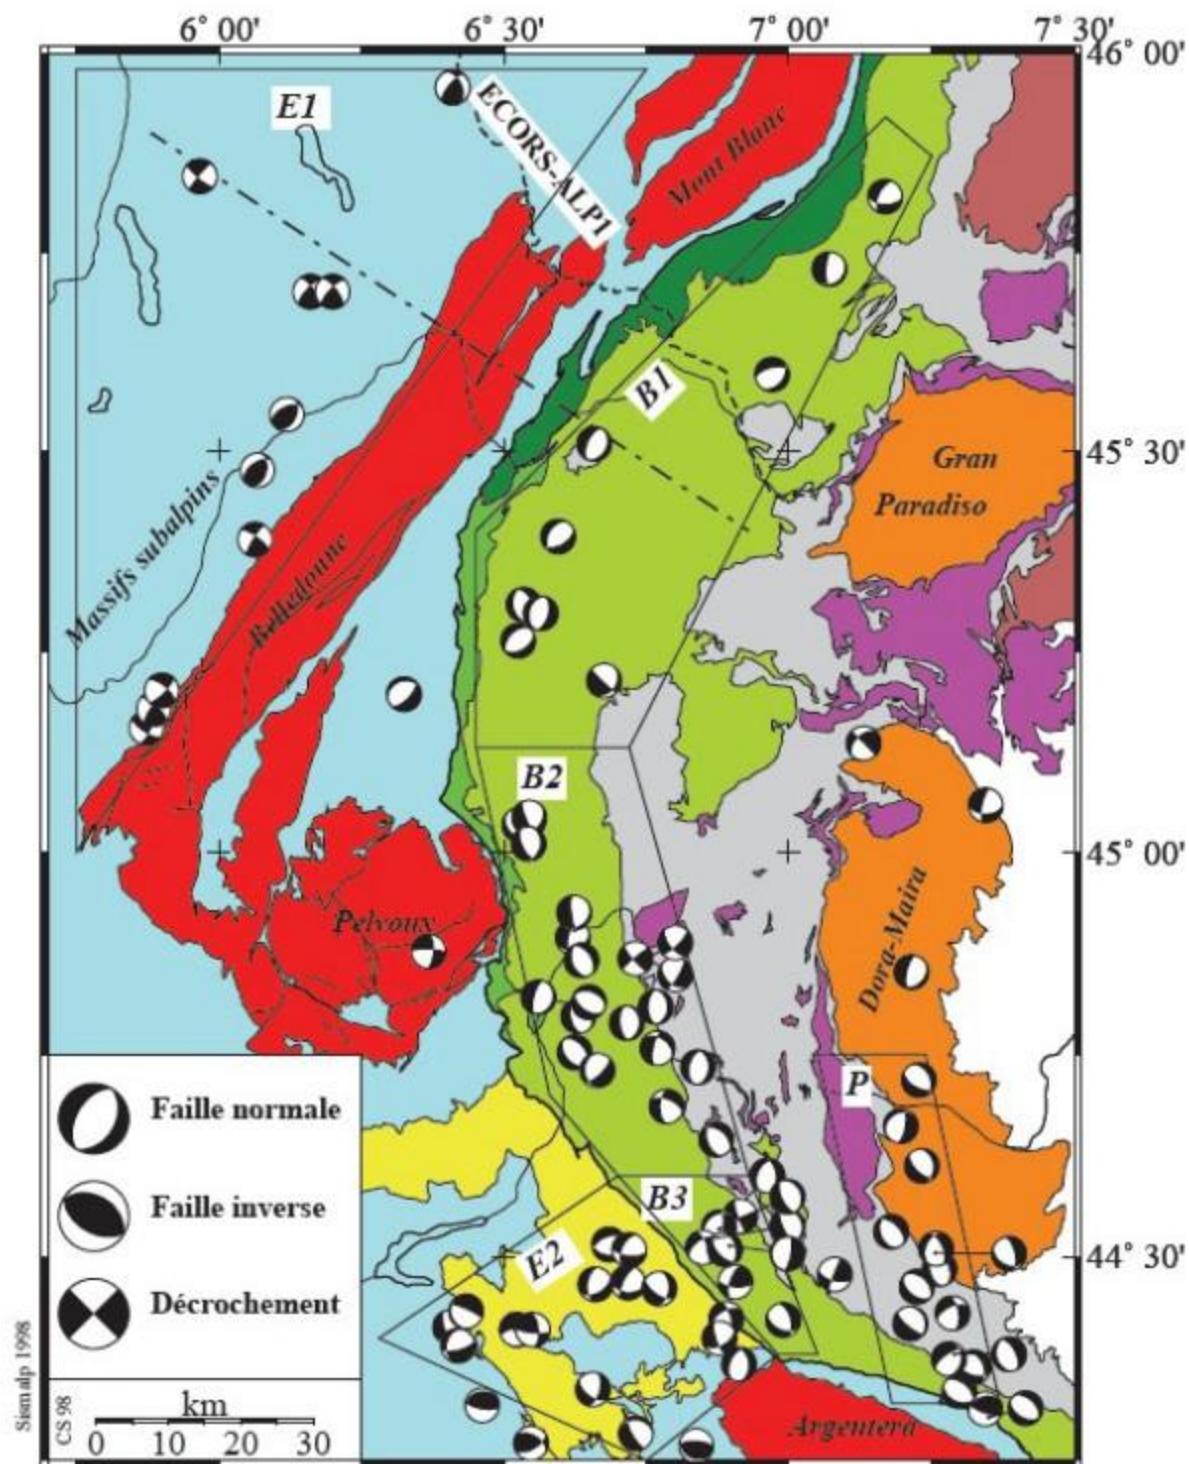 6° 00'
6° 30'
7° 00'
7° 30'
46° 00'
E1
ECORS-ALP1
Mont Blanc
B1
45° 30'
Gran
Paradiso
Massifs subalpins
Belledonne
B2
45° 00'
Pelvoux
Dora-Maira
P
B3
E2
44° 30'
Faille normale
Faille inverse
Décrochement
km
0 10 20 30
Argentera
Sismalp 1998
CS 98